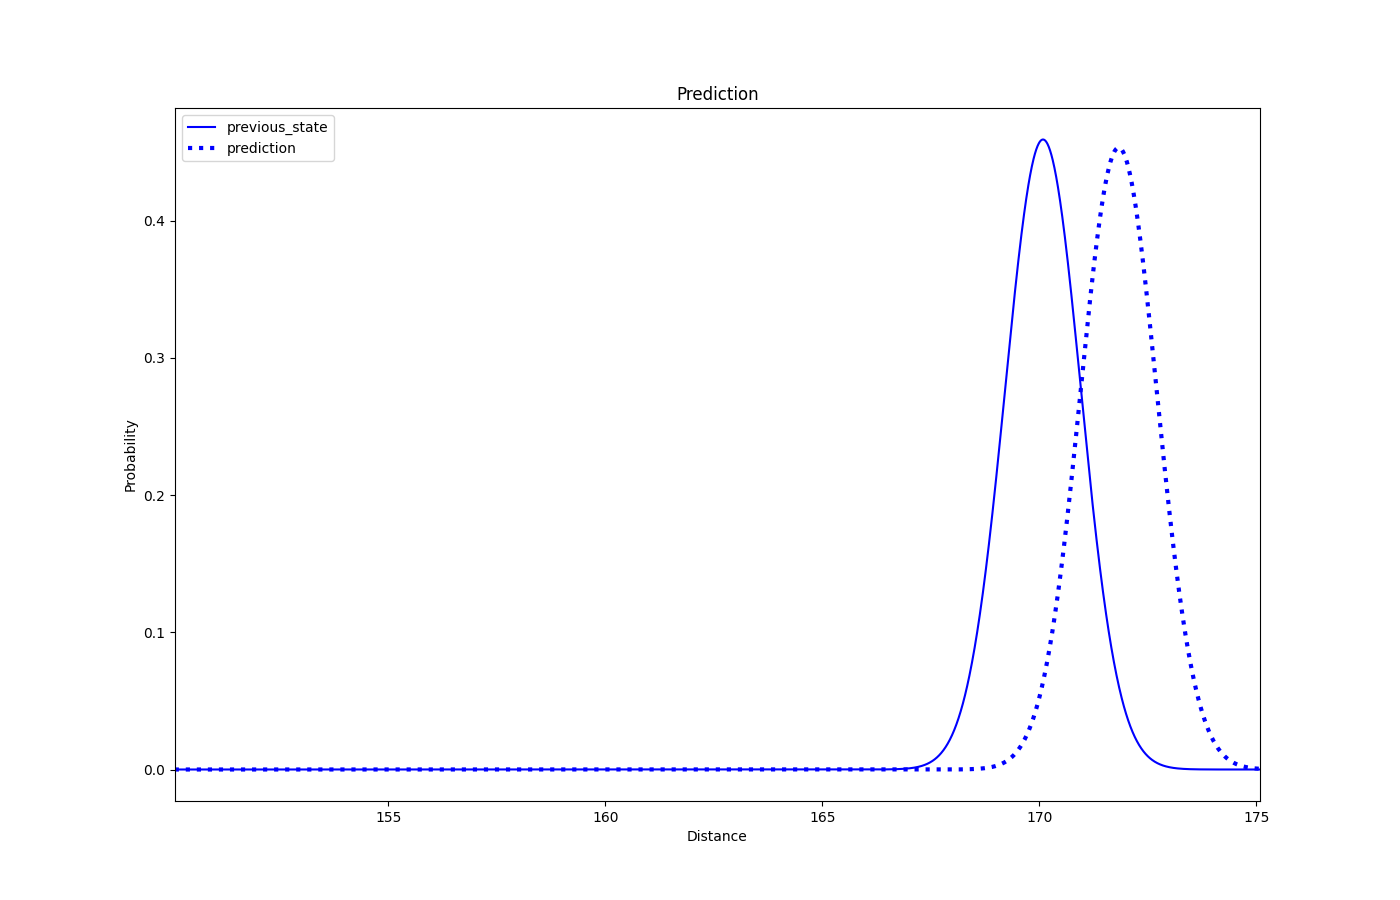 Prediction
previous_state
prediction
0.4
0.3
0.2
0.1
0.0
Probability
155 160 165 170 175
Distance